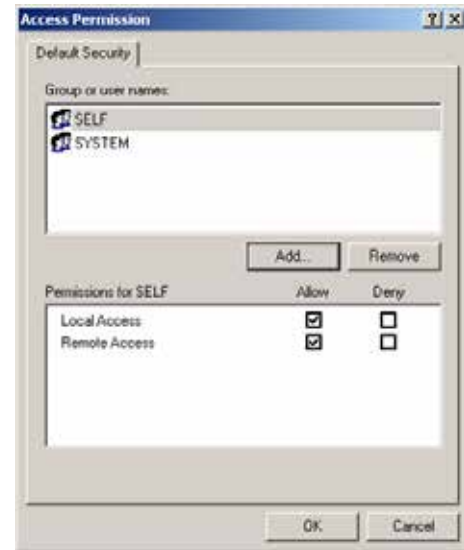 Access Permission
Default Security
Group or user names:
SELF
SYSTEM
Add... Remove
Permissions for SELF Allow Deny
Local Access
Remote Access
OK Cancel